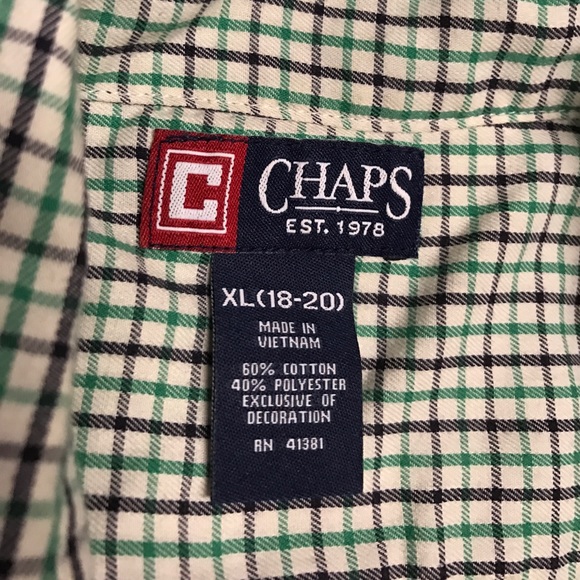 C
CHAPS
EST. 1978
XL(18-20)
MADE IN
VIETNAM
60% COTTON
40% POLYESTER
EXCLUSIVE OF
DECORATION
RN 41381